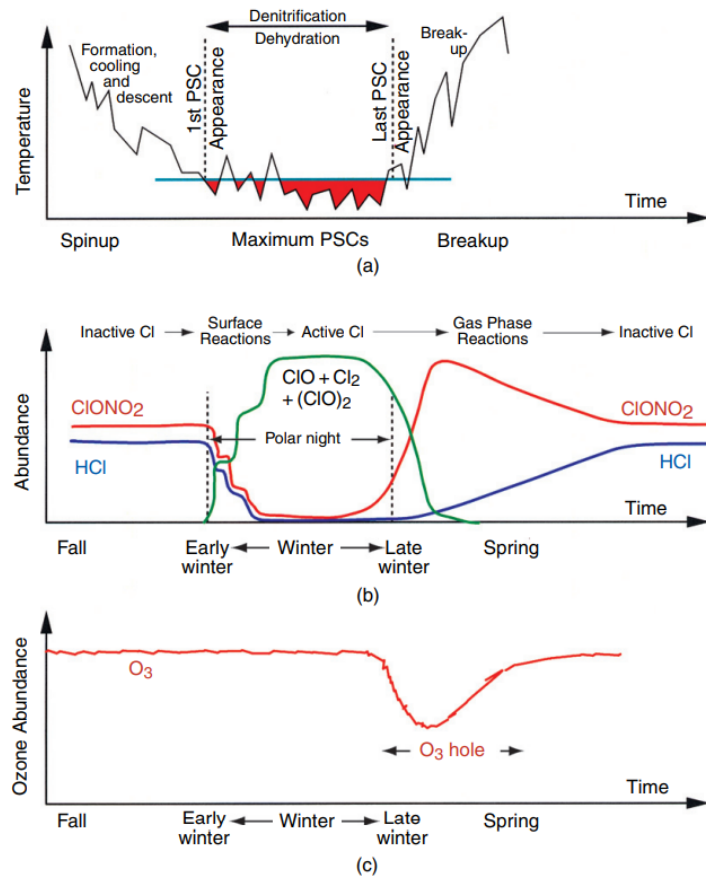 Denitrification
Dehydration
Formation,
cooling
and
descent
1st PSC
Appearance
Last PSC
Appearance
Break-
up
Temperature
Time
Spinup
Maximum PSCs
Breakup
(a)
Inactive Cl
Surface
Reactions
Active Cl
Gas Phase
Reactions
Inactive Cl
ClONO2
HCl
ClO + Cl2
+ (ClO)2
Polar night
ClONO2
HCl
Abundance
Time
Fall
Early
winter
Winter
Late
winter
Spring
(b)
O3
O3 hole
Ozone Abundance
Time
Fall
Early
winter
Winter
Late
winter
Spring
(c)